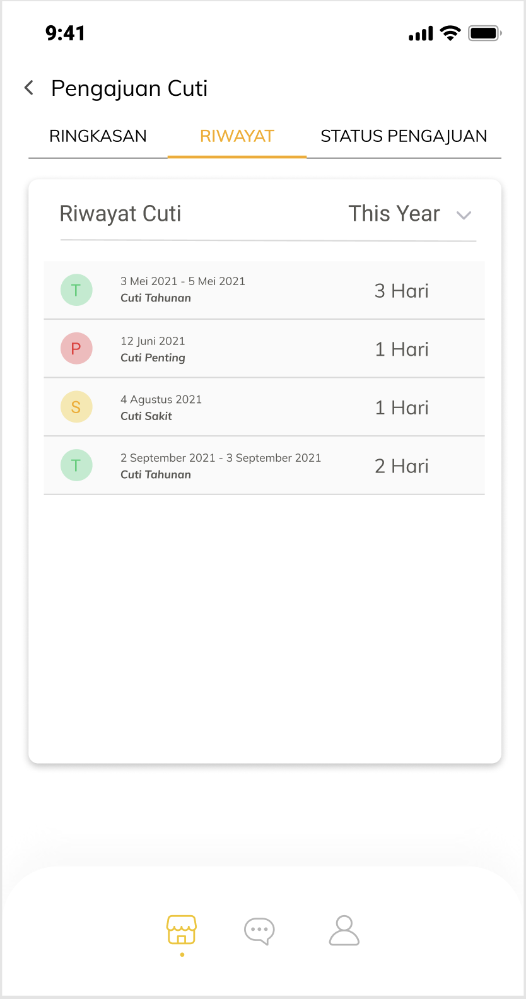 9:41
Pengajuan Cuti
RINGKASAN RIWAYAT STATUS PENGAJUAN
Riwayat Cuti This Year
T
3 Mei 2021 - 5 Mei 2021
Cuti Tahunan
3 Hari
P
12 Juni 2021
Cuti Penting
1 Hari
S
4 Agustus 2021
Cuti Sakit
1 Hari
T
2 September 2021 - 3 September 2021
Cuti Tahunan
2 Hari